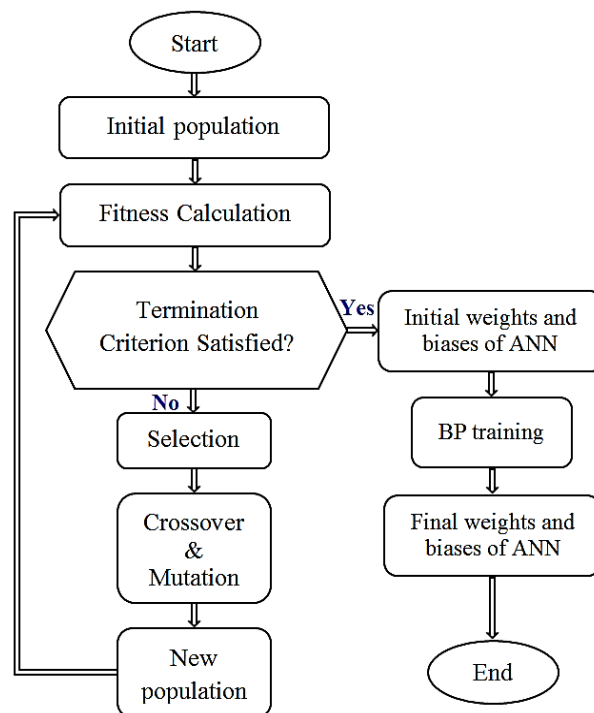 Start
Initial population
Fitness Calculation
Termination
Criterion Satisfied?
Yes
No
Selection
Crossover
&
Mutation
New
population
Initial weights and
biases of ANN
BP training
Final weights and
biases of ANN
End